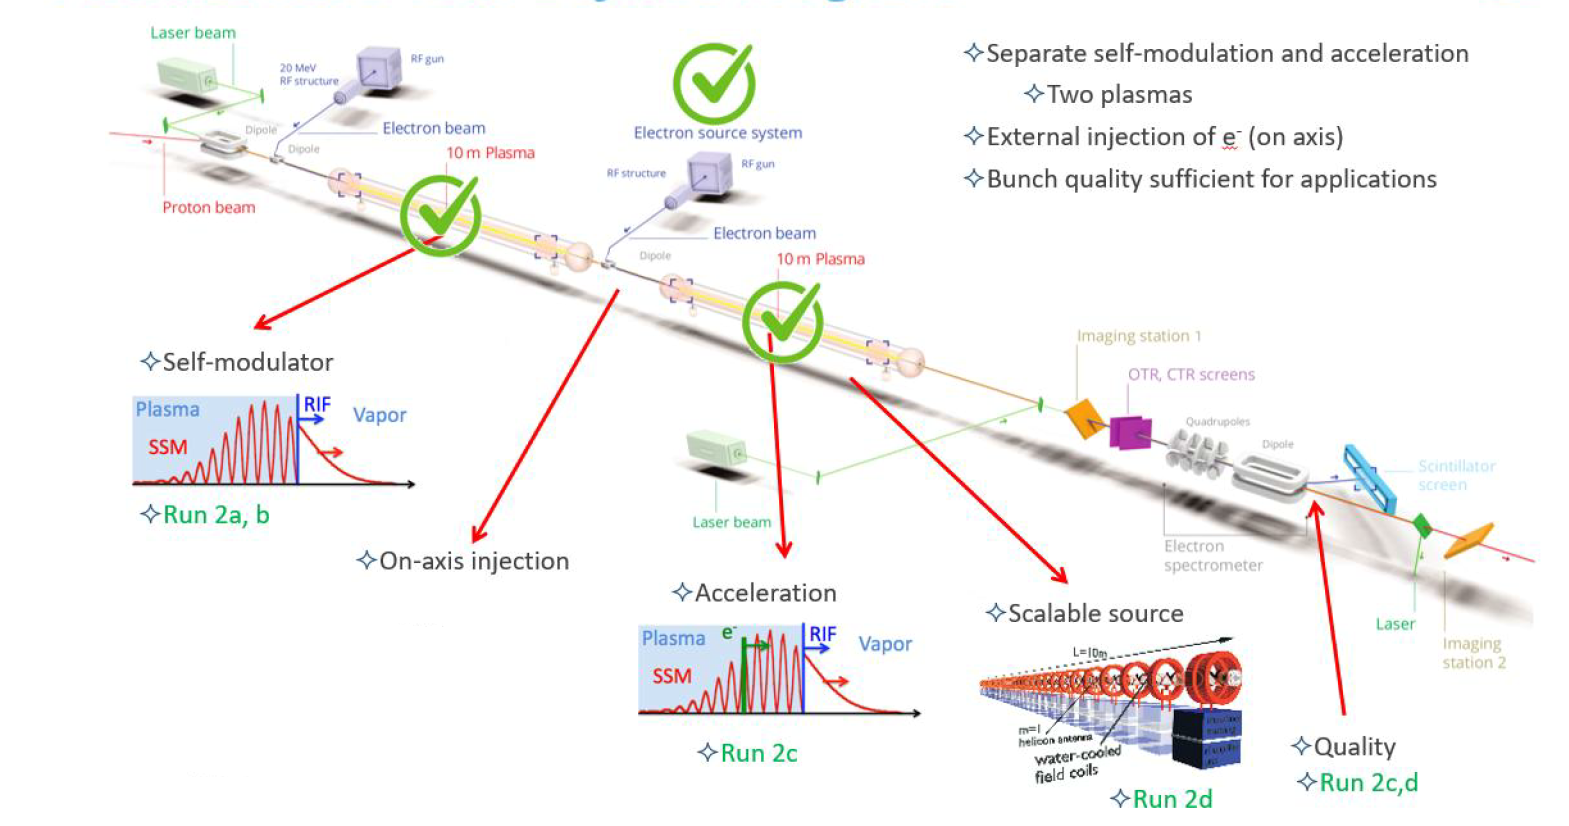 Laser beam
20 MeV
RF structure
RF gun
Dipole
Electron beam
Dipole
10 m Plasma
Proton beam
Electron source system
RF structure
RF gun
Electron beam
Dipole
10 m Plasma
✧Separate self-modulation and acceleration
✧Two plasmas
✧External injection of e- (on axis)
✧Bunch quality sufficient for applications
Imaging station 1
OTR, CTR screens
Quadrupoles
Dipole
Scintillator
screen
Electron
spectrometer
Laser
Imaging
station 2
Laser beam
✧Self-modulator
Plasma
RIF
Vapor
SSM
✧Run 2a, b
✧On-axis injection
✧Acceleration
Plasma
e-
RIF
Vapor
SSM
✧Run 2c
✧Scalable source
L=10m
m=1
helicon antenna
water-cooled
field coils
✧Run 2d
✧Quality
✧Run 2c,d